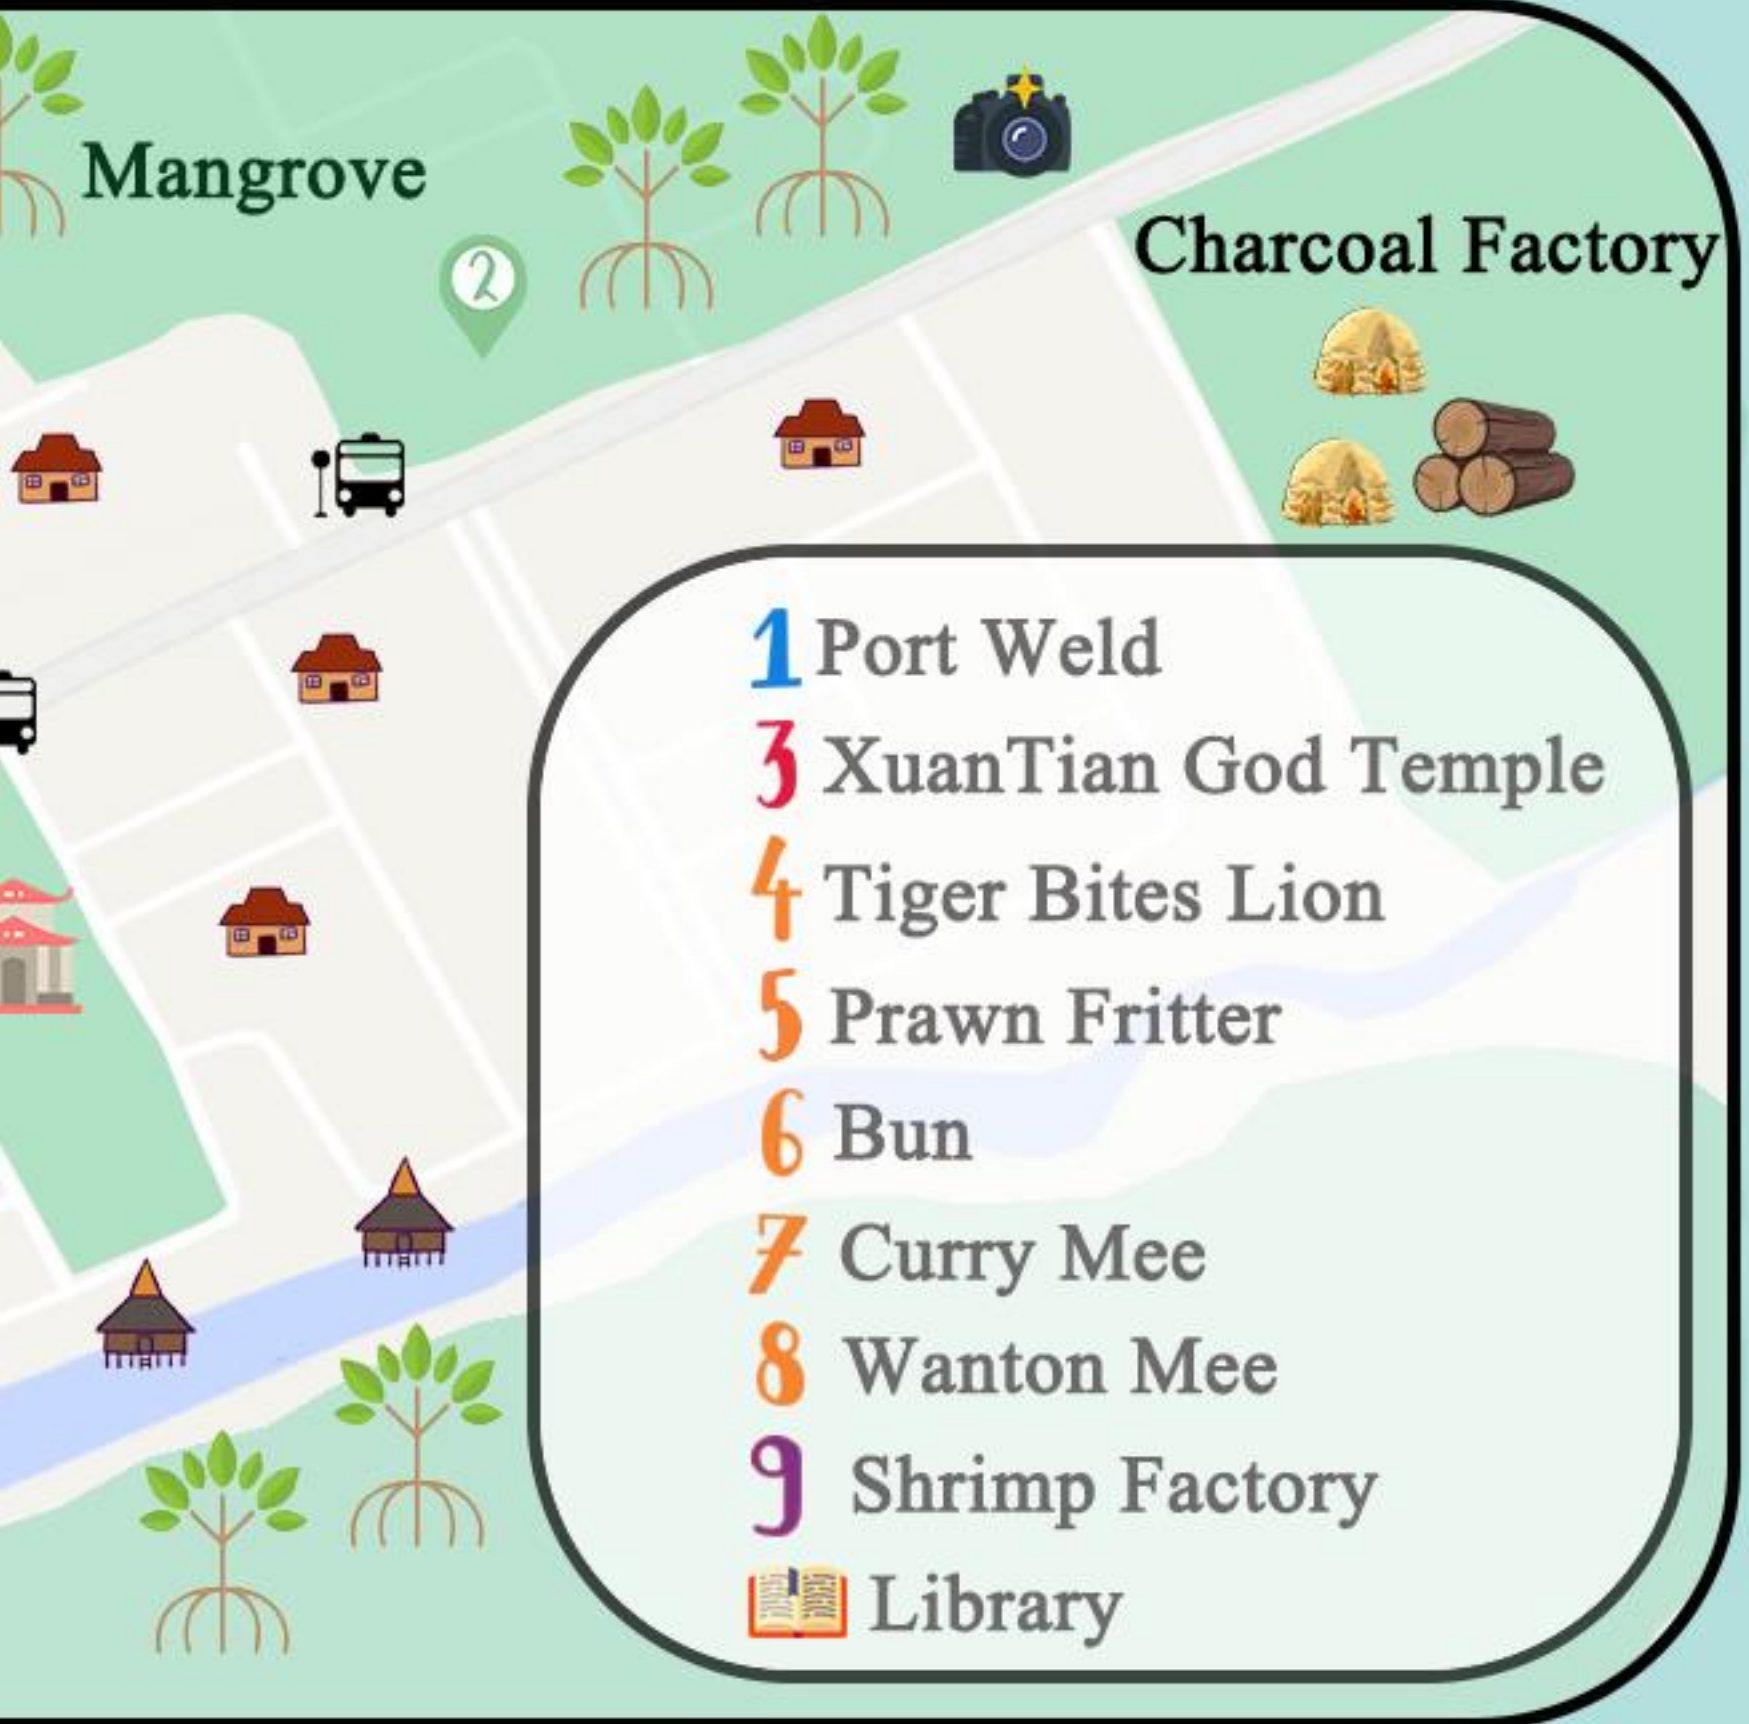 Mangrove
2
Charcoal Factory
1 Port Weld
3 XuanTian God Temple
4 Tiger Bites Lion
5 Prawn Fritter
6 Bun
7 Curry Mee
8 Wanton Mee
9 Shrimp Factory
Library